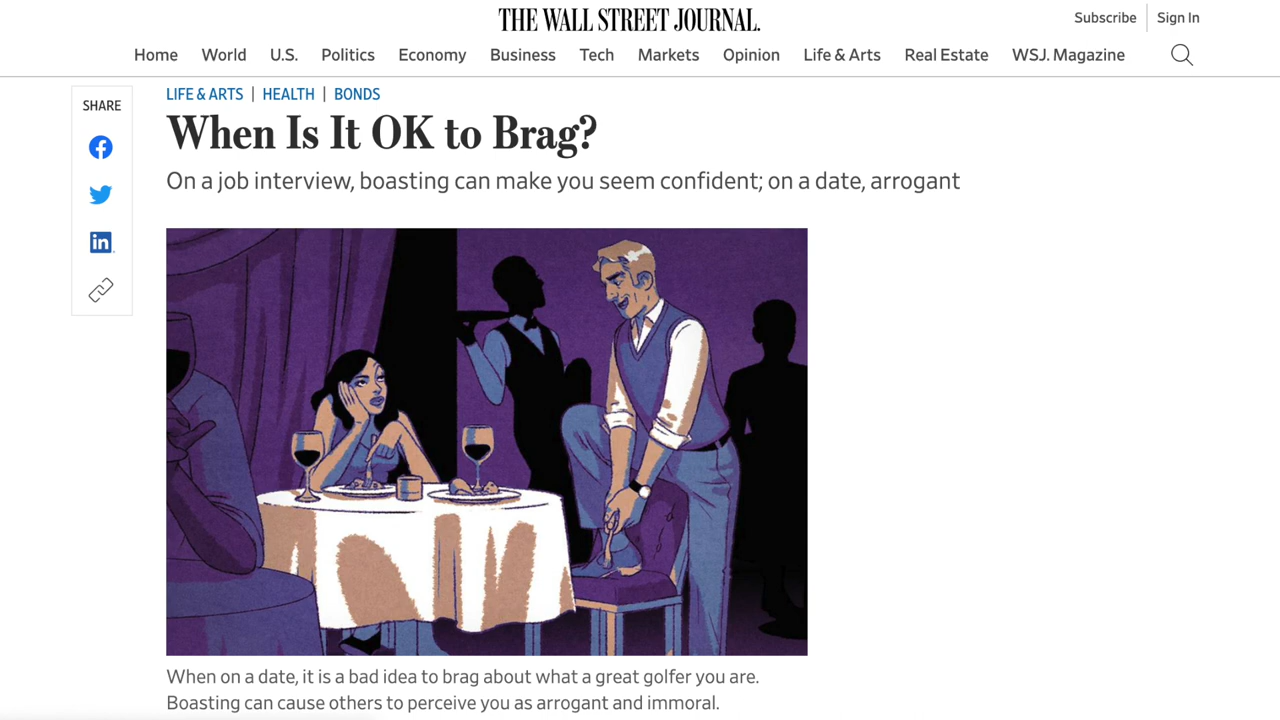 THE WALL STREET JOURNAL.
Subscribe Sign In
Home World U.S. Politics Economy Business Tech Markets Opinion Life & Arts Real Estate WSJ. Magazine
SHARE
LIFE & ARTS | HEALTH | BONDS
When Is It OK to Brag?
On a job interview, boasting can make you seem confident; on a date, arrogant
in
When on a date, it is a bad idea to brag about what a great golfer you are.
Boasting can cause others to perceive you as arrogant and immoral.